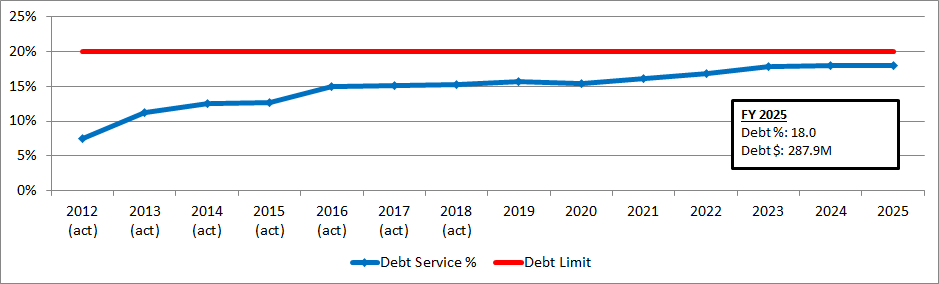 25%
20%
15%
10%
5%
0%
FY 2025
Debt %: 18.0
Debt $: 287.9M
2012 2013 2014 2015 2016 2017 2018 2019 2020 2021 2022 2023 2024 2025
(act) (act) (act) (act) (act) (act) (act)
Debt Service % Debt Limit